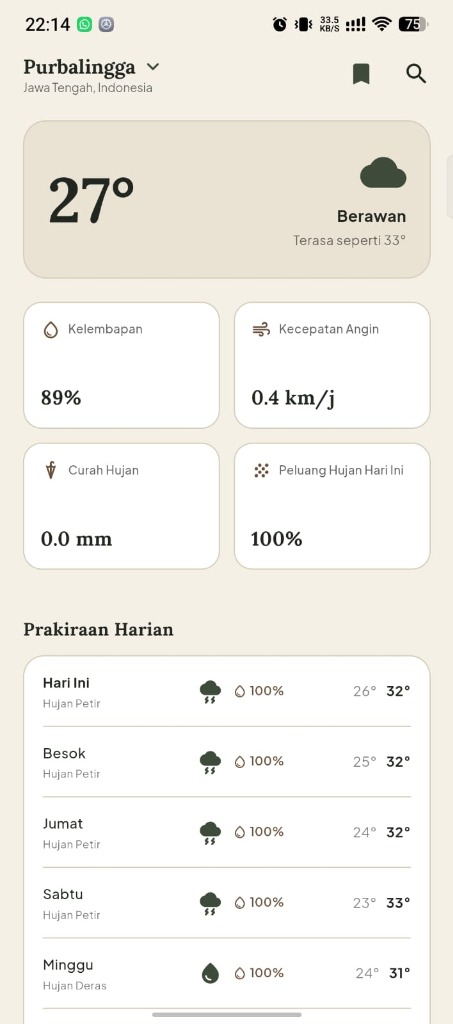 22:14
33.5 KB/S
75
Purbalingga
Jawa Tengah, Indonesia
27°
Berawan
Terasa seperti 33°
Kelembapan
89%
Kecepatan Angin
0.4 km/j
Curah Hujan
0.0 mm
Peluang Hujan Hari Ini
100%
Prakiraan Harian
Hari Ini
Hujan Petir
100%
26° 32°
Besok
Hujan Petir
100%
25° 32°
Jumat
Hujan Petir
100%
24° 32°
Sabtu
Hujan Petir
100%
23° 33°
Minggu
Hujan Deras
100%
24° 31°